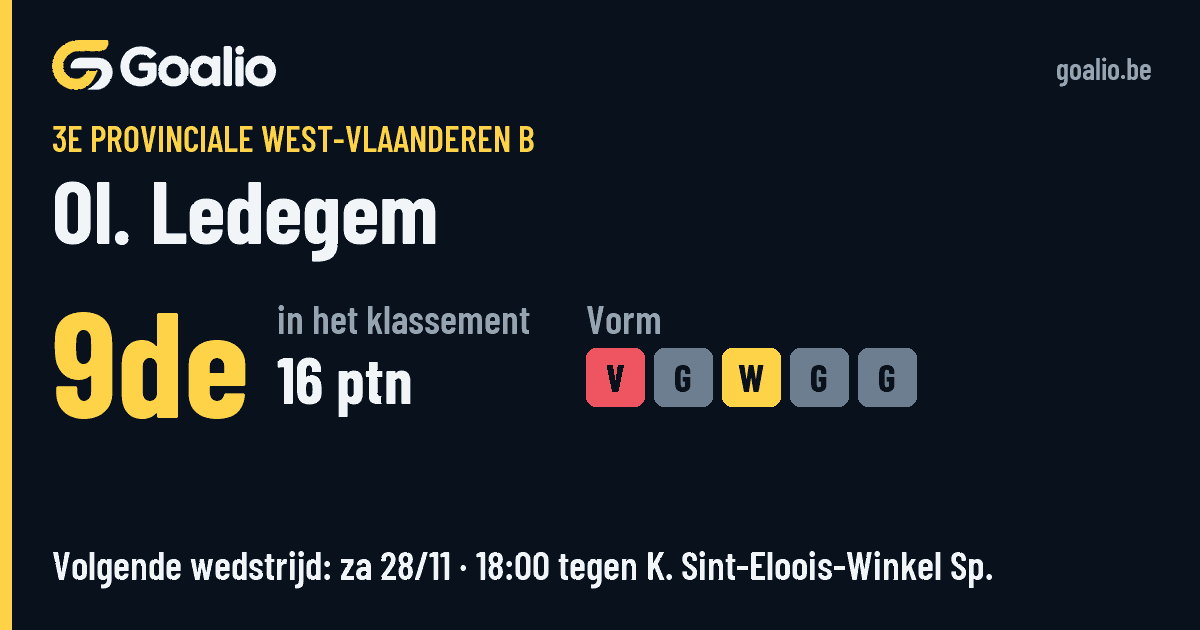 Goalio
goalio.be
3E PROVINCIALE WEST-VLAANDEREN B
Ol. Ledegem
9de
in het klassement
16 ptn
Vorm
V G W G G
Volgende wedstrijd: za 28/11 · 18:00 tegen K. Sint-Eloois-Winkel Sp.